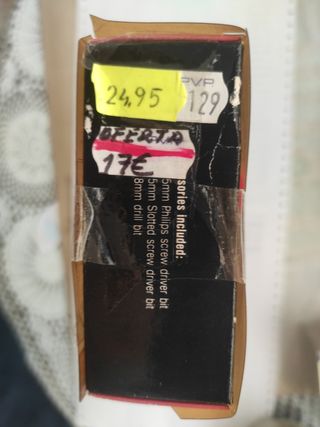 PVP
24,95
129
OFERTA
17€
sories included:
5mm Philips screw driver bit
5mm Slotted screw driver bit
8mm drill bit